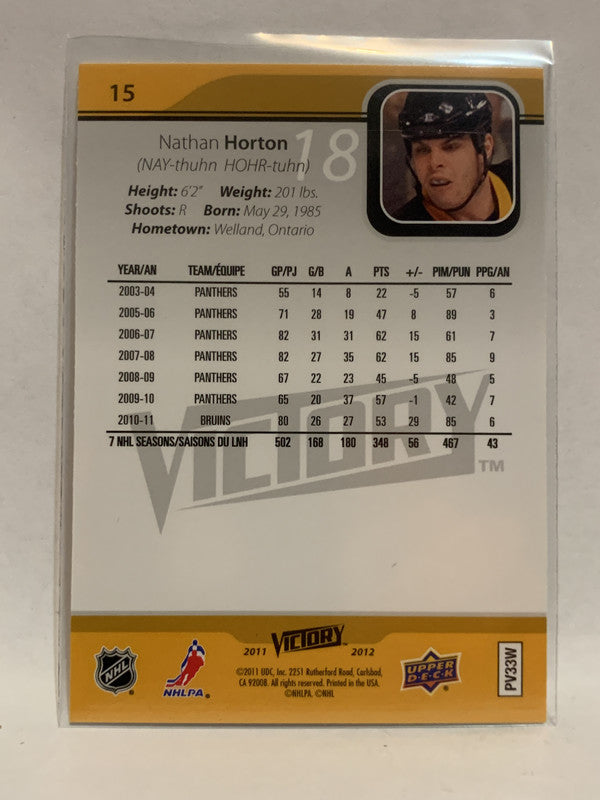 15
18
Nathan Horton
(NAY-thuhn HOHR-tuhn)
Height: 6'2" Weight: 201 lbs.
Shoots: R Born: May 29, 1985
Hometown: Welland, Ontario
YEAR/AN TEAM/ÉQUIPE GP/PJ G/B A PTS +/- PIM/PUN PPG/AN
2003-04 PANTHERS 55 14 8 22 -5 57 6
2005-06 PANTHERS 71 28 19 47 8 89 3
2006-07 PANTHERS 82 31 31 62 15 61 7
2007-08 PANTHERS 82 27 35 62 15 85 9
2008-09 PANTHERS 67 22 23 45 -5 48 5
2009-10 PANTHERS 65 20 37 57 -1 42 7
2010-11 BRUINS 80 26 27 53 29 85 6
7 NHL SEASONS/SAISONS DU LNH 502 168 180 348 56 467 43
VICTORY TM
2011 VICTORY 2012
©2011 UDC, Inc. 2251 Rutherford Road, Carlsbad,
CA 92008. All rights reserved. Printed in the USA.
©NHLPA. ©NHL
NHL ®
NHLPA.
UPPER DECK ®
PV33W